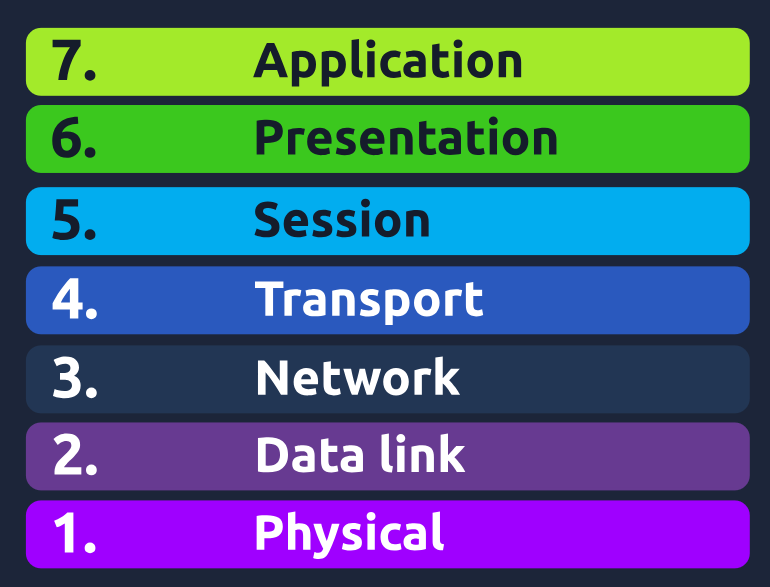 7. Application
6. Presentation
5. Session
4. Transport
3. Network
2. Data link
1. Physical